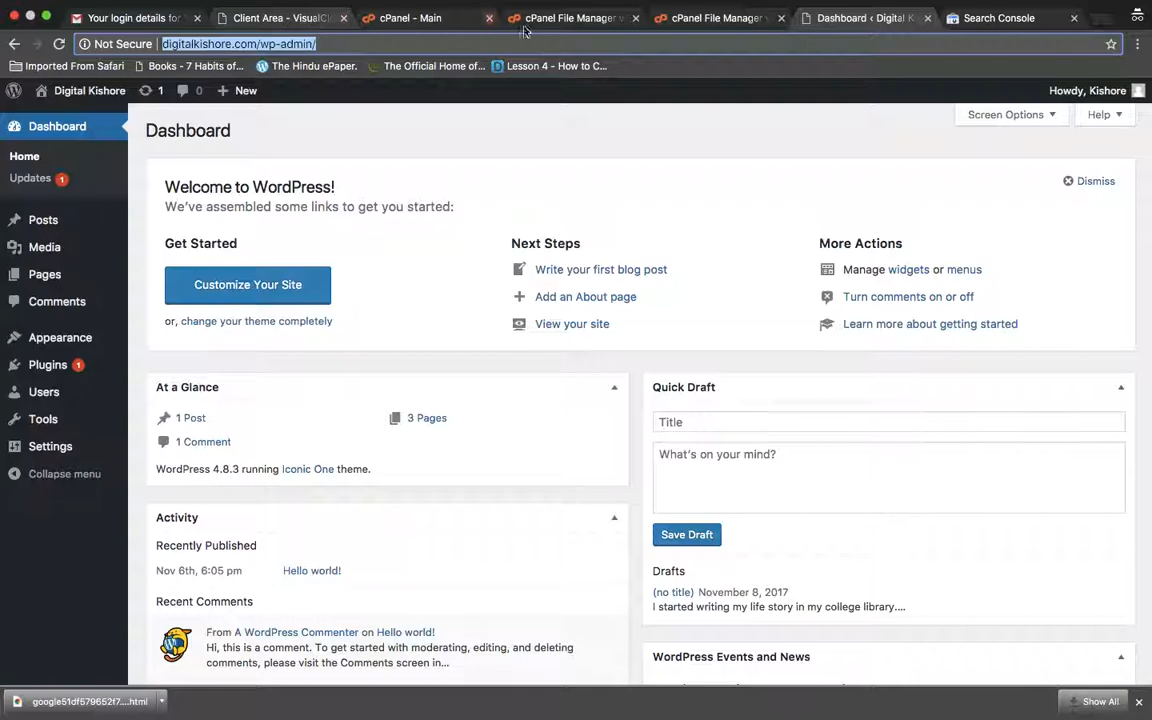 Your login details for
Client Area - VisualCl
cPanel - Main
cPanel File Manager v
cPanel File Manager v
Dashboard ‹ Digital K
Search Console
Not Secure digitalkishore.com/wp-admin/
Imported From Safari Books - 7 Habits of... The Hindu ePaper. The Official Home of... Lesson 4 - How to C...
Digital Kishore 1 0 New Howdy, Kishore
Dashboard
Home
Updates 1
Posts
Media
Pages
Comments
Appearance
Plugins 1
Users
Tools
Settings
Collapse menu
Screen Options Help
Dashboard
Welcome to WordPress!
Dismiss
We've assembled some links to get you started:
Get Started
Customize Your Site
or, change your theme completely
Next Steps
Write your first blog post
Add an About page
View your site
More Actions
Manage widgets or menus
Turn comments on or off
Learn more about getting started
At a Glance
1 Post 3 Pages
1 Comment
WordPress 4.8.3 running Iconic One theme.
Activity
Recently Published
Nov 6th, 6:05 pm Hello world!
Recent Comments
From A WordPress Commenter on Hello world!
Hi, this is a comment. To get started with moderating, editing, and deleting
comments, please visit the Comments screen in...
Quick Draft
Title
What's on your mind?
Save Draft
Drafts
(no title) November 8, 2017
I started writing my life story in my college library....
WordPress Events and News
google51df579652f7....html
Show All